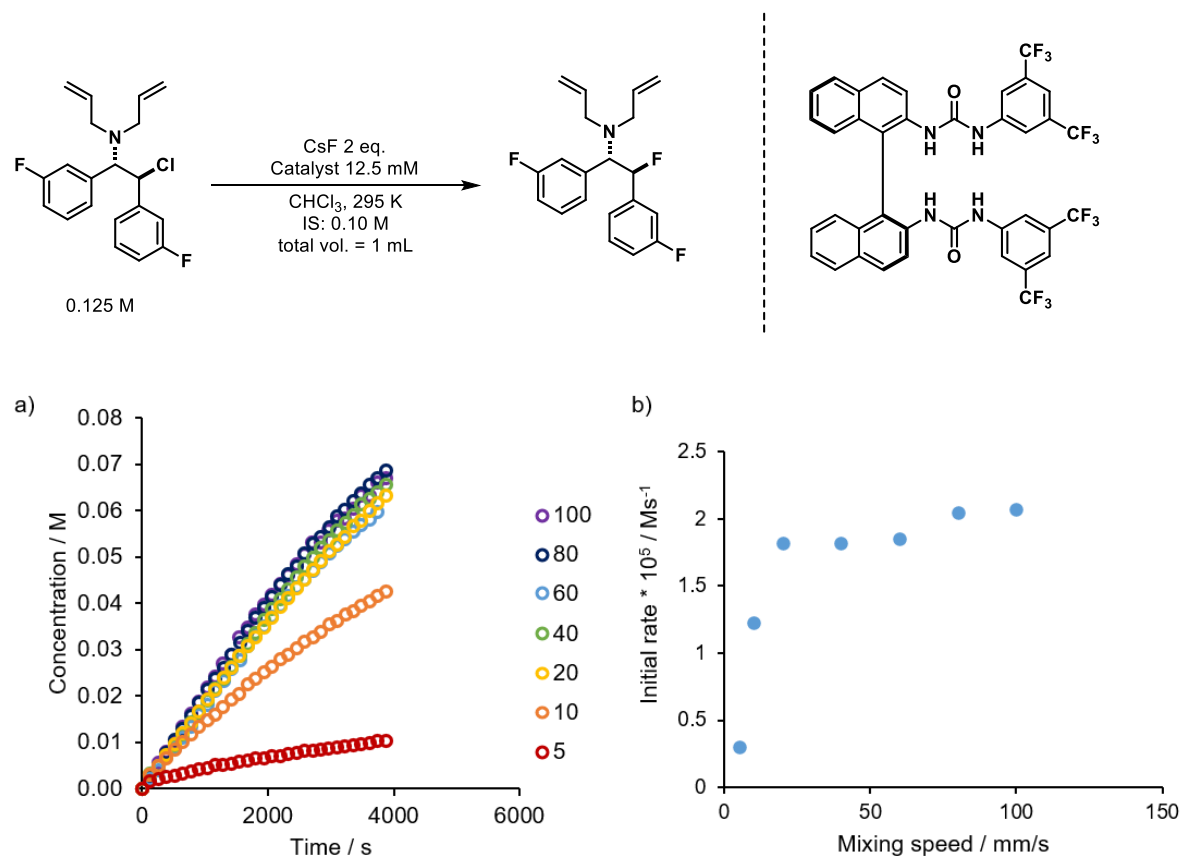 N
F
Cl
F
0.125 M
CsF 2 eq.
Catalyst 12.5 mM
CHCl3, 295 K
IS: 0.10 M
total vol. = 1 mL
N
F
F
F
CF3
O
N
H
N
H
CF3
H
N
H
N
O
CF3
CF3
a)
Concentration / M
0.08
0.07
0.06
0.05
0.04
0.03
0.02
0.01
0.00
0
2000
4000
6000
Time / s
100
80
60
40
20
10
5
b)
Initial rate * 10^5 / Ms^-1
2.5
2
1.5
1
0.5
0
0
50
100
150
Mixing speed / mm/s